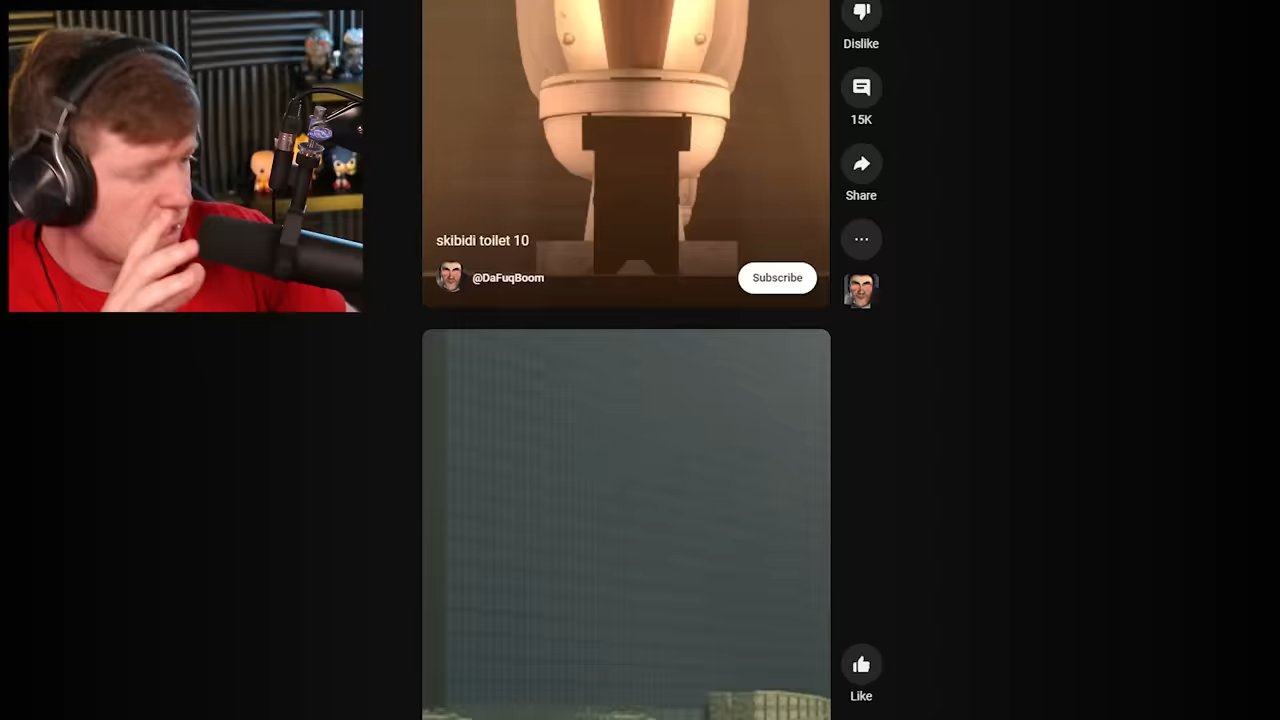 Dislike
15K
Share
skibidi toilet 10
@DaFuqBoom
Subscribe
Like